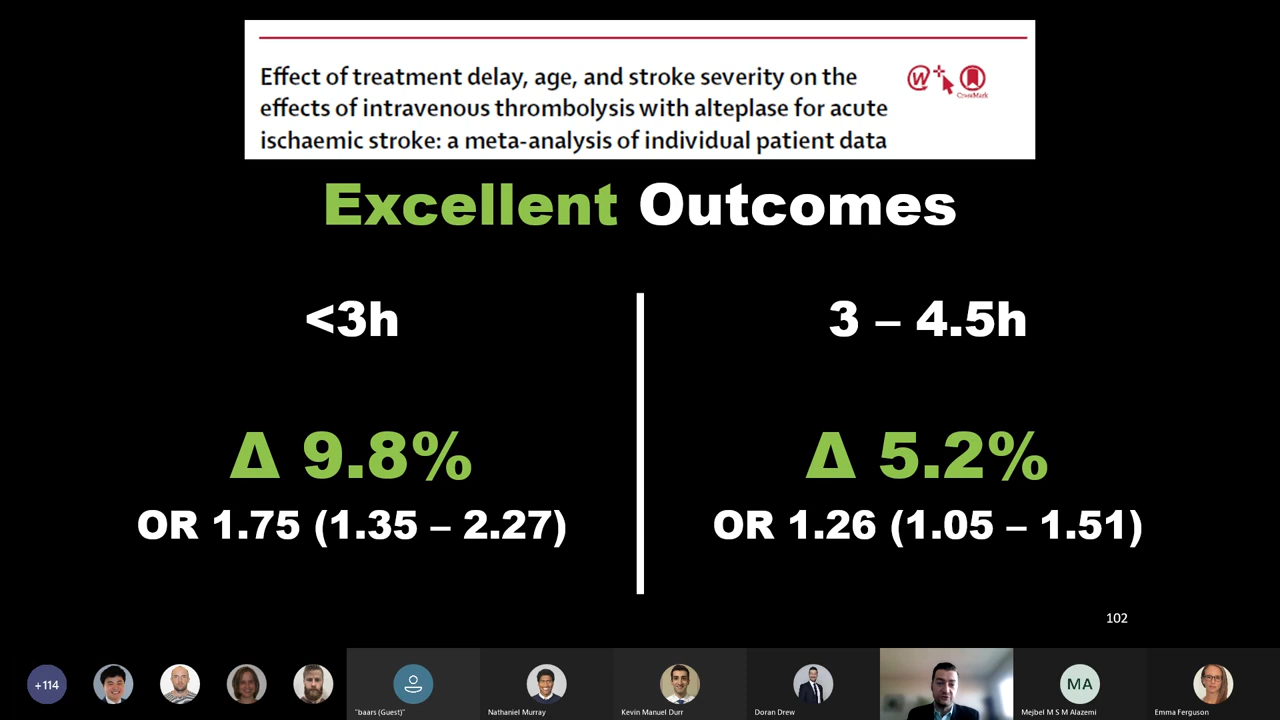 Effect of treatment delay, age, and stroke severity on the
effects of intravenous thrombolysis with alteplase for acute
ischaemic stroke: a meta-analysis of individual patient data
W
CrossMark
Excellent Outcomes
<3h
Δ 9.8%
OR 1.75 (1.35 – 2.27)
3 – 4.5h
Δ 5.2%
OR 1.26 (1.05 – 1.51)
102
+114
"baars (Guest)"
Nathaniel Murray
Kevin Manuel Durr
Doran Drew
MA
Mejbel M S M Alazemi
Emma Ferguson